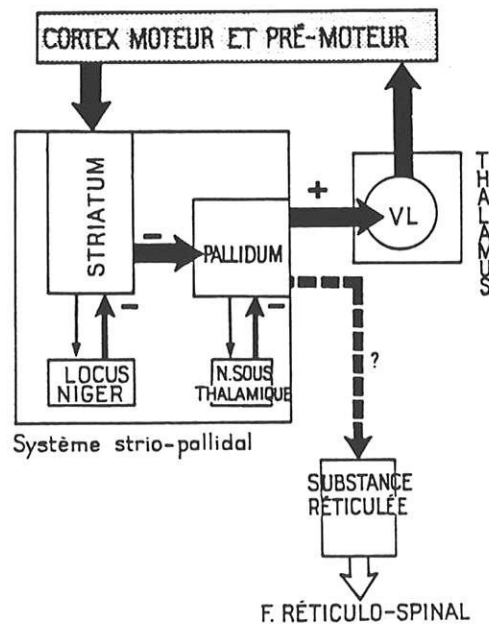 CORTEX MOTEUR ET PRÉ-MOTEUR
STRIATUM
-
PALLIDUM
+
VL
THALAMUS
-
-
LOCUS
NIGER
N.SOUS
THALAMIQUE
?
Système strio-pallidal
SUBSTANCE
RÉTICULÉE
F. RÉTICULO-SPINAL